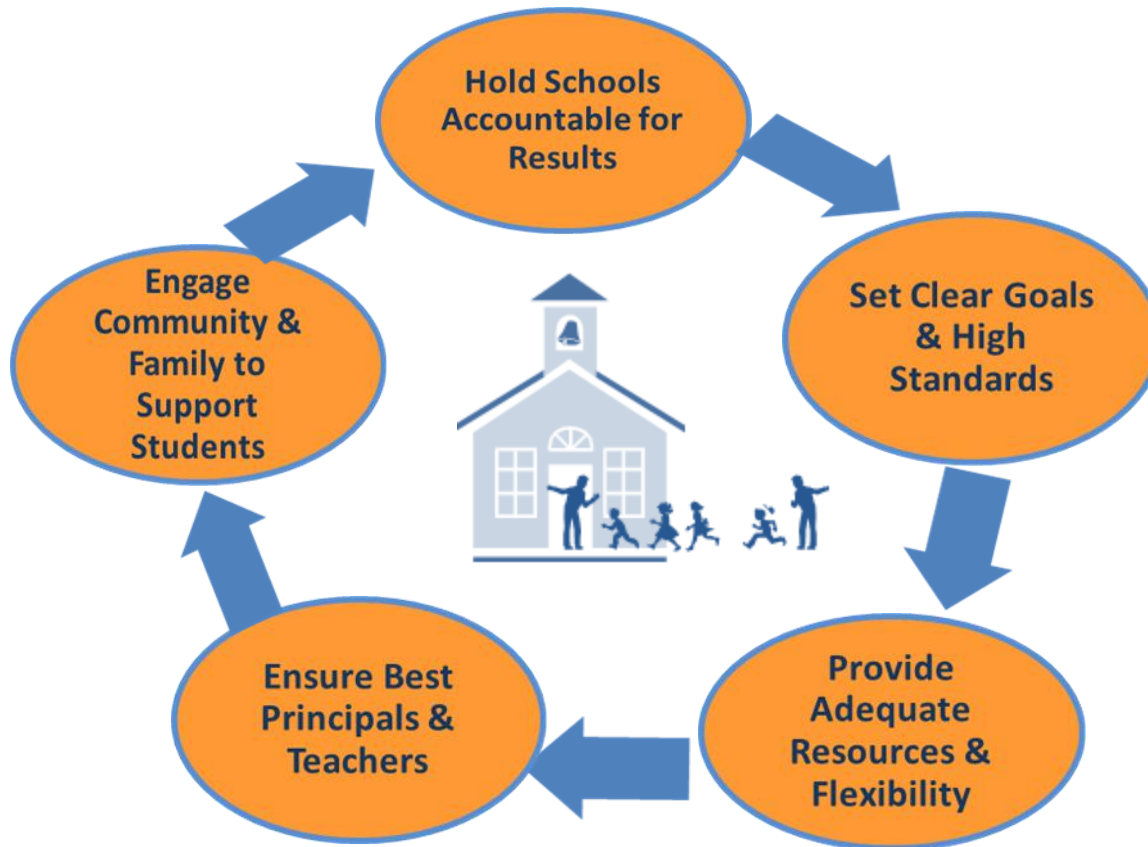 Hold Schools
Accountable for
Results
Set Clear Goals
& High
Standards
Provide
Adequate
Resources &
Flexibility
Ensure Best
Principals &
Teachers
Engage
Community &
Family to
Support
Students